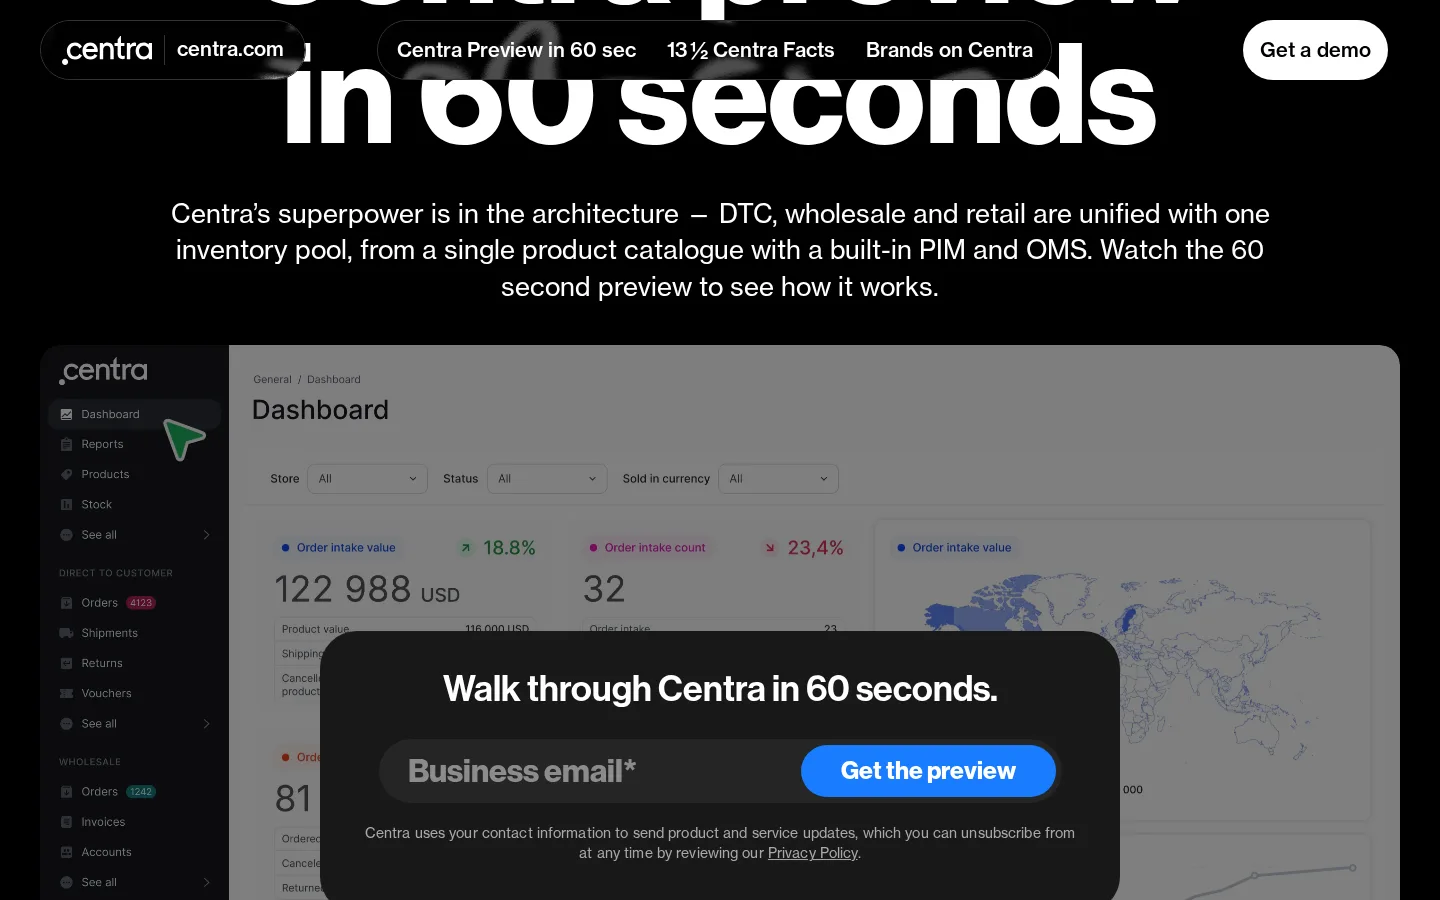 Centra preview
in 60 seconds
centra
centra.com
Centra Preview in 60 sec
13½ Centra Facts
Brands on Centra
Get a demo
Centra’s superpower is in the architecture — DTC, wholesale and retail are unified with one
inventory pool, from a single product catalogue with a built-in PIM and OMS. Watch the 60
second preview to see how it works.
centra
Dashboard
Reports
Products
Stock
See all
DIRECT TO CUSTOMER
Orders 4123
Shipments
Returns
Vouchers
See all
WHOLESALE
Orders 1242
Invoices
Accounts
See all
General / Dashboard
Dashboard
Store All
Status All
Sold in currency All
Order intake value 18.8%
122 988 USD
Product value 116 000 USD
Shipping
Order intake count 23,4%
32
Order intake 23
Order intake value
81
000
Walk through Centra in 60 seconds.
Business email*
Get the preview
Centra uses your contact information to send product and service updates, which you can unsubscribe from
at any time by reviewing our Privacy Policy.